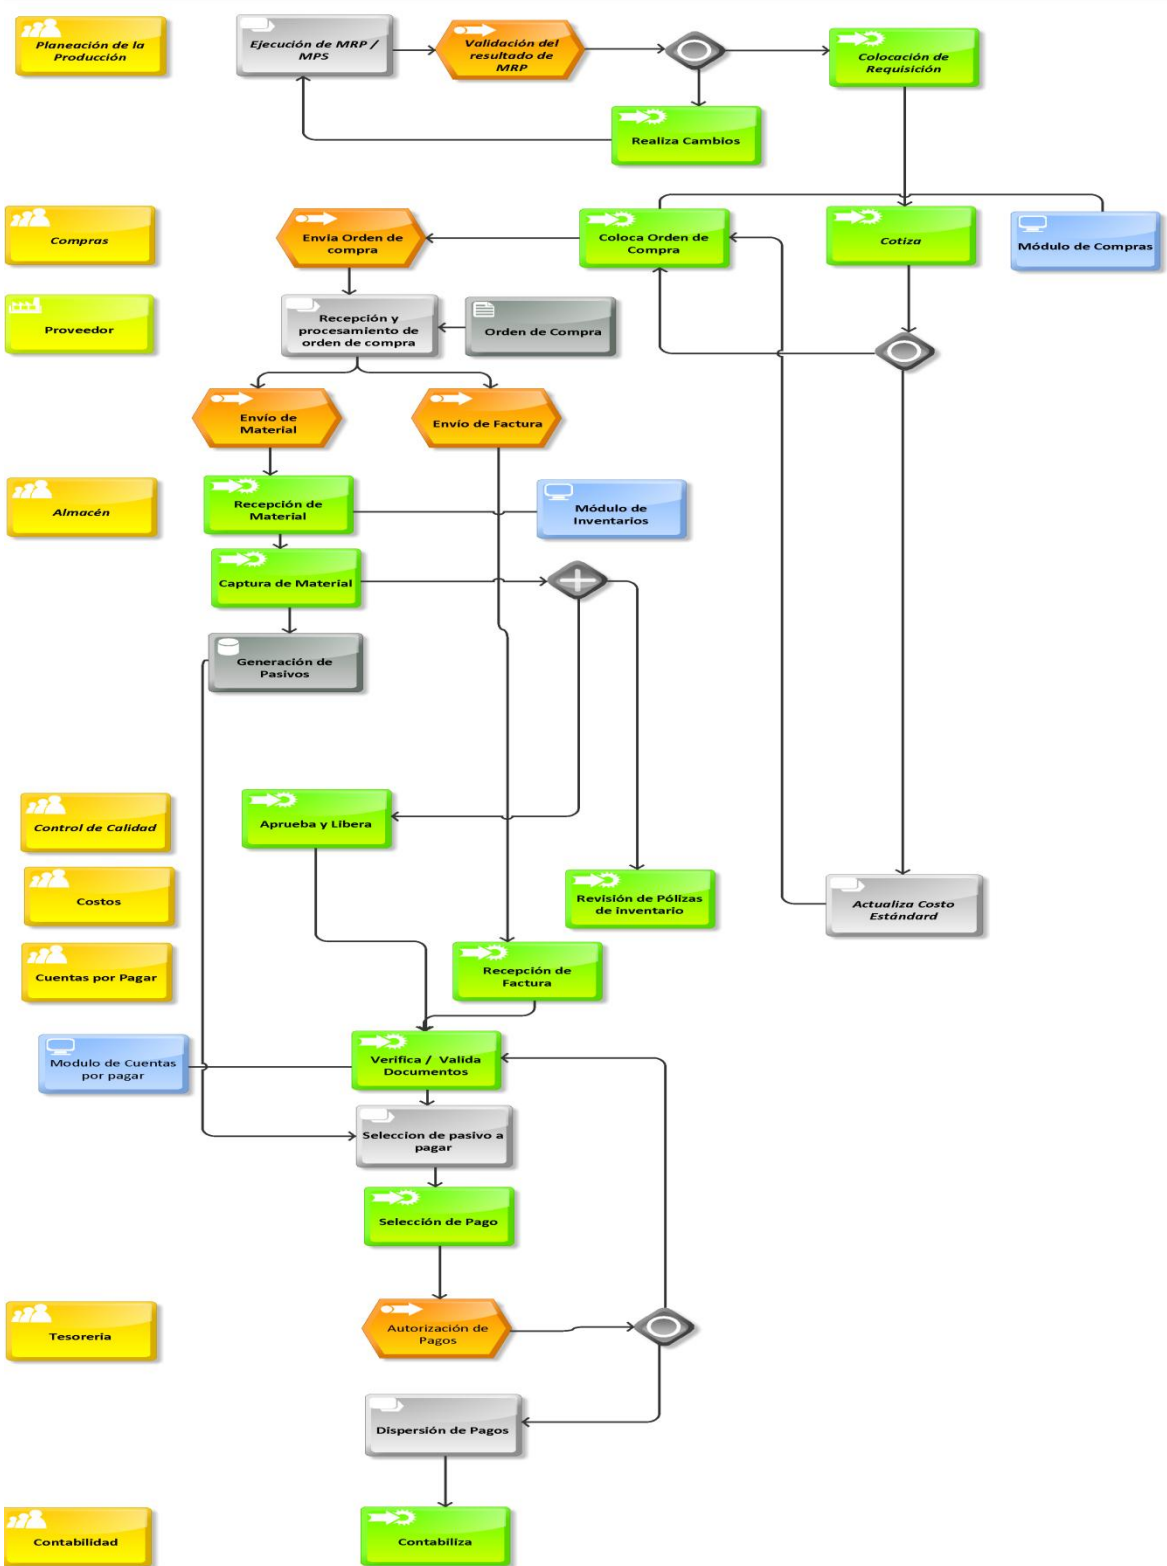 Planeación de la
Producción
Ejecución de MRP /
MPS
Validación del
resultado de
MRP
Colocación de
Requisición
Realiza Cambios
Compras
Envia Orden de
compra
Coloca Orden de
Compra
Cotiza
Módulo de Compras
Proveedor
Recepción y
procesamiento de
orden de compra
Orden de Compra
Envío de
Material
Envío de Factura
Almacén
Recepción de
Material
Módulo de
Inventarios
Captura de Material
Generación de
Pasivos
Control de Calidad
Aprueba y Libera
Costos
Revisión de Pólizas
de inventario
Actualiza Costo
Estándard
Cuentas por Pagar
Recepción de
Factura
Modulo de Cuentas
por pagar
Verifica / Valida
Documentos
Seleccion de pasivo a
pagar
Selección de Pago
Tesoreria
Autorización de
Pagos
Dispersión de Pagos
Contabilidad
Contabiliza